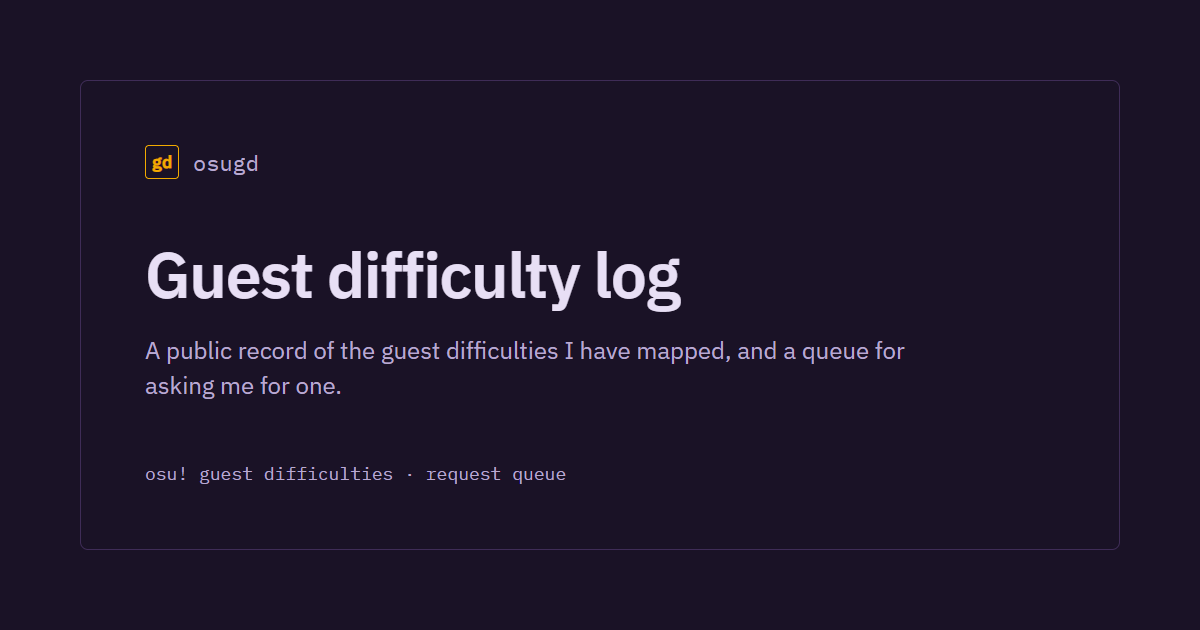 gd osugd
Guest difficulty log
A public record of the guest difficulties I have mapped, and a queue for
asking me for one.
osu! guest difficulties · request queue